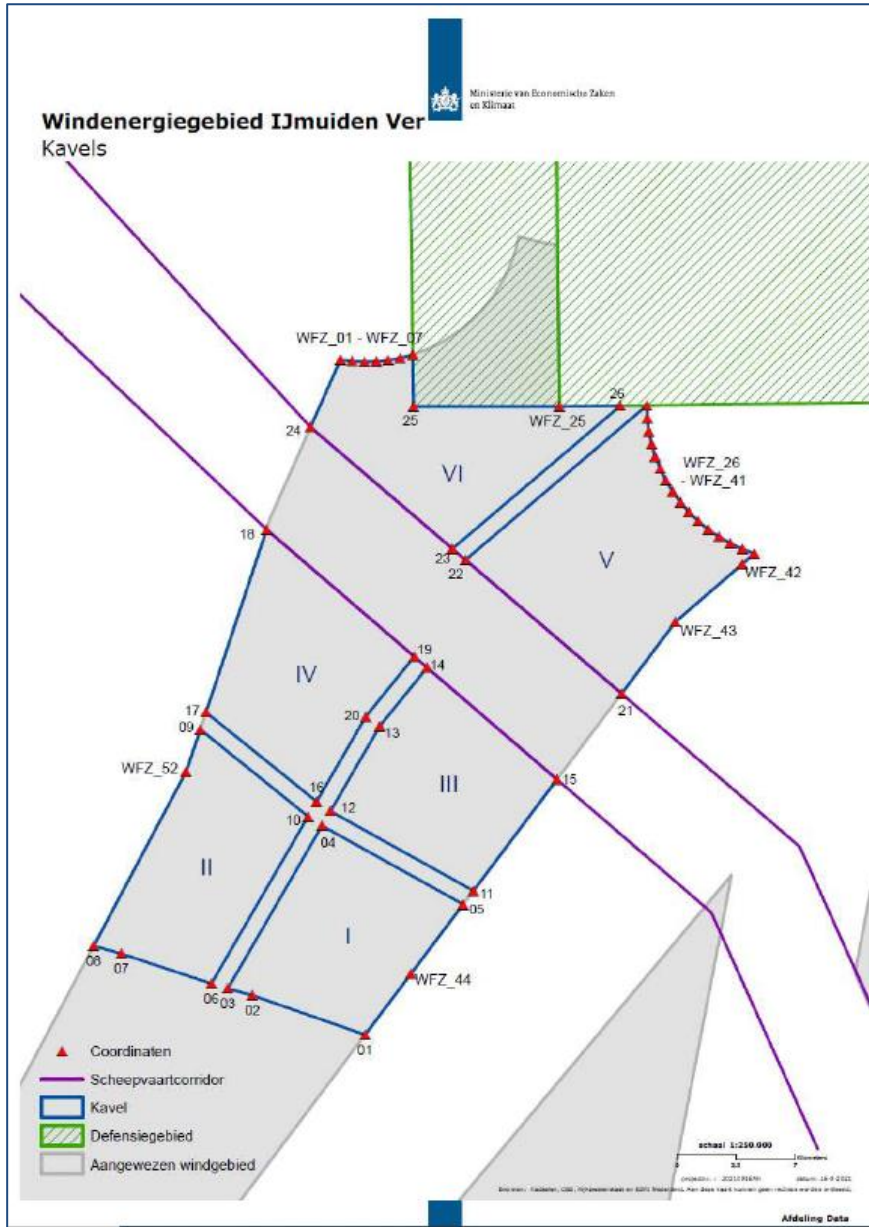 Ministerie van Economische Zaken
en Klimaat
Windenergiegebied IJmuiden Ver
Kavels
WFZ_01 - WFZ_07
25
WFZ_25
26
24
WFZ_26
- WFZ_41
VI
18
23
22
V
WFZ_42
WFZ_43
19
14
IV
21
17
20
09
13
WFZ_52
15
III
16
12
10
04
II
11
05
I
08
07
WFZ_44
06
03
02
01
Coordinaten
Scheepvaartcorridor
Kavel
Defensiegebied
Aangewezen windgebied
schaal 1:250.000
0
7
Kilometers
Afdeling Data